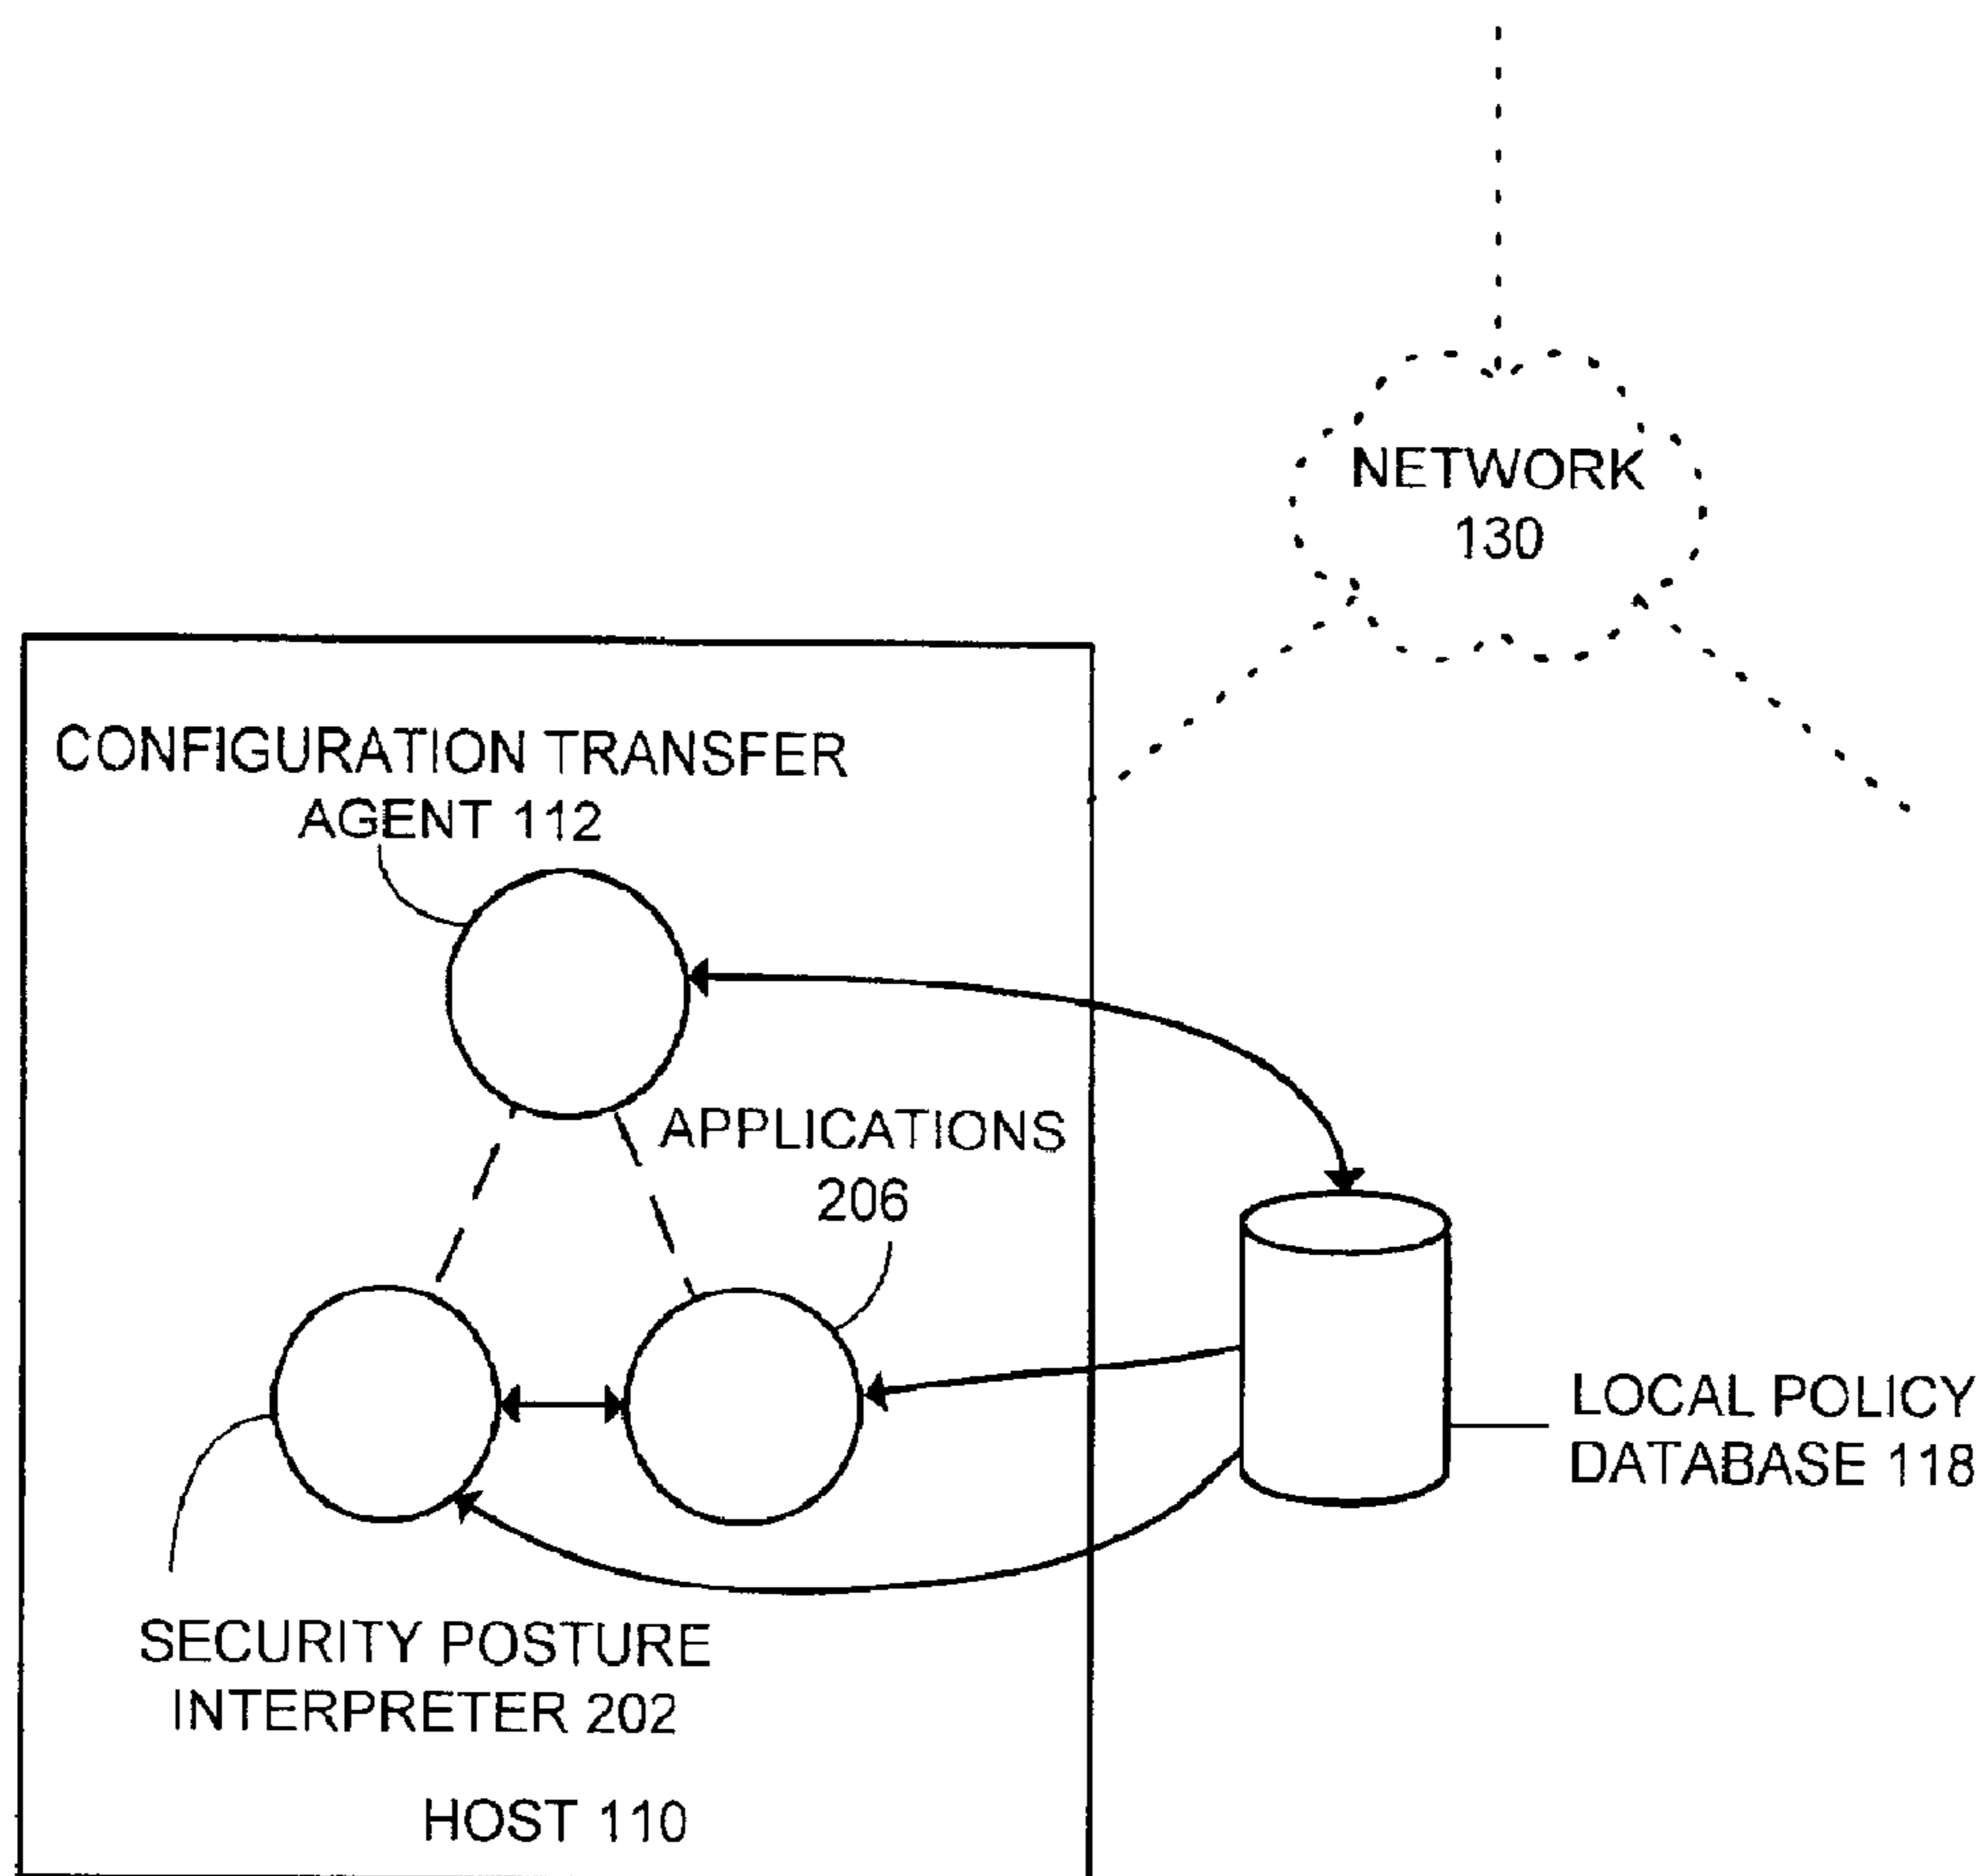 NETWORK
130
CONFIGURATION TRANSFER
AGENT 112
APPLICATIONS
206
LOCAL POLICY
DATABASE 118
SECURITY POSTURE
INTERPRETER 202
HOST 110